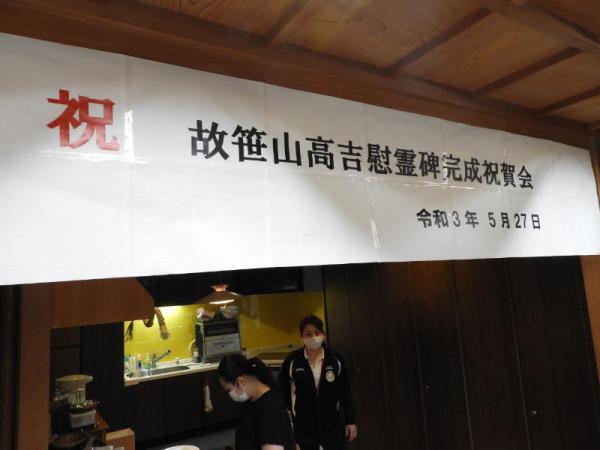 祝
故笹山高吉慰霊碑完成祝賀会
令和3年 5月27日